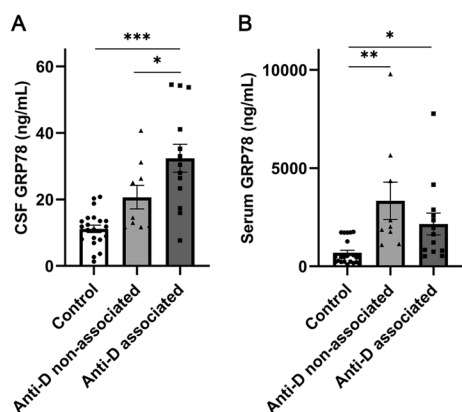 A
***
*
CSF GRP78 (ng/mL)
60
40
20
0
Control
Anti-D non-associated
Anti-D associated
B
*
**
Serum GRP78 (ng/mL)
10000
5000
0
Control
Anti-D non-associated
Anti-D associated